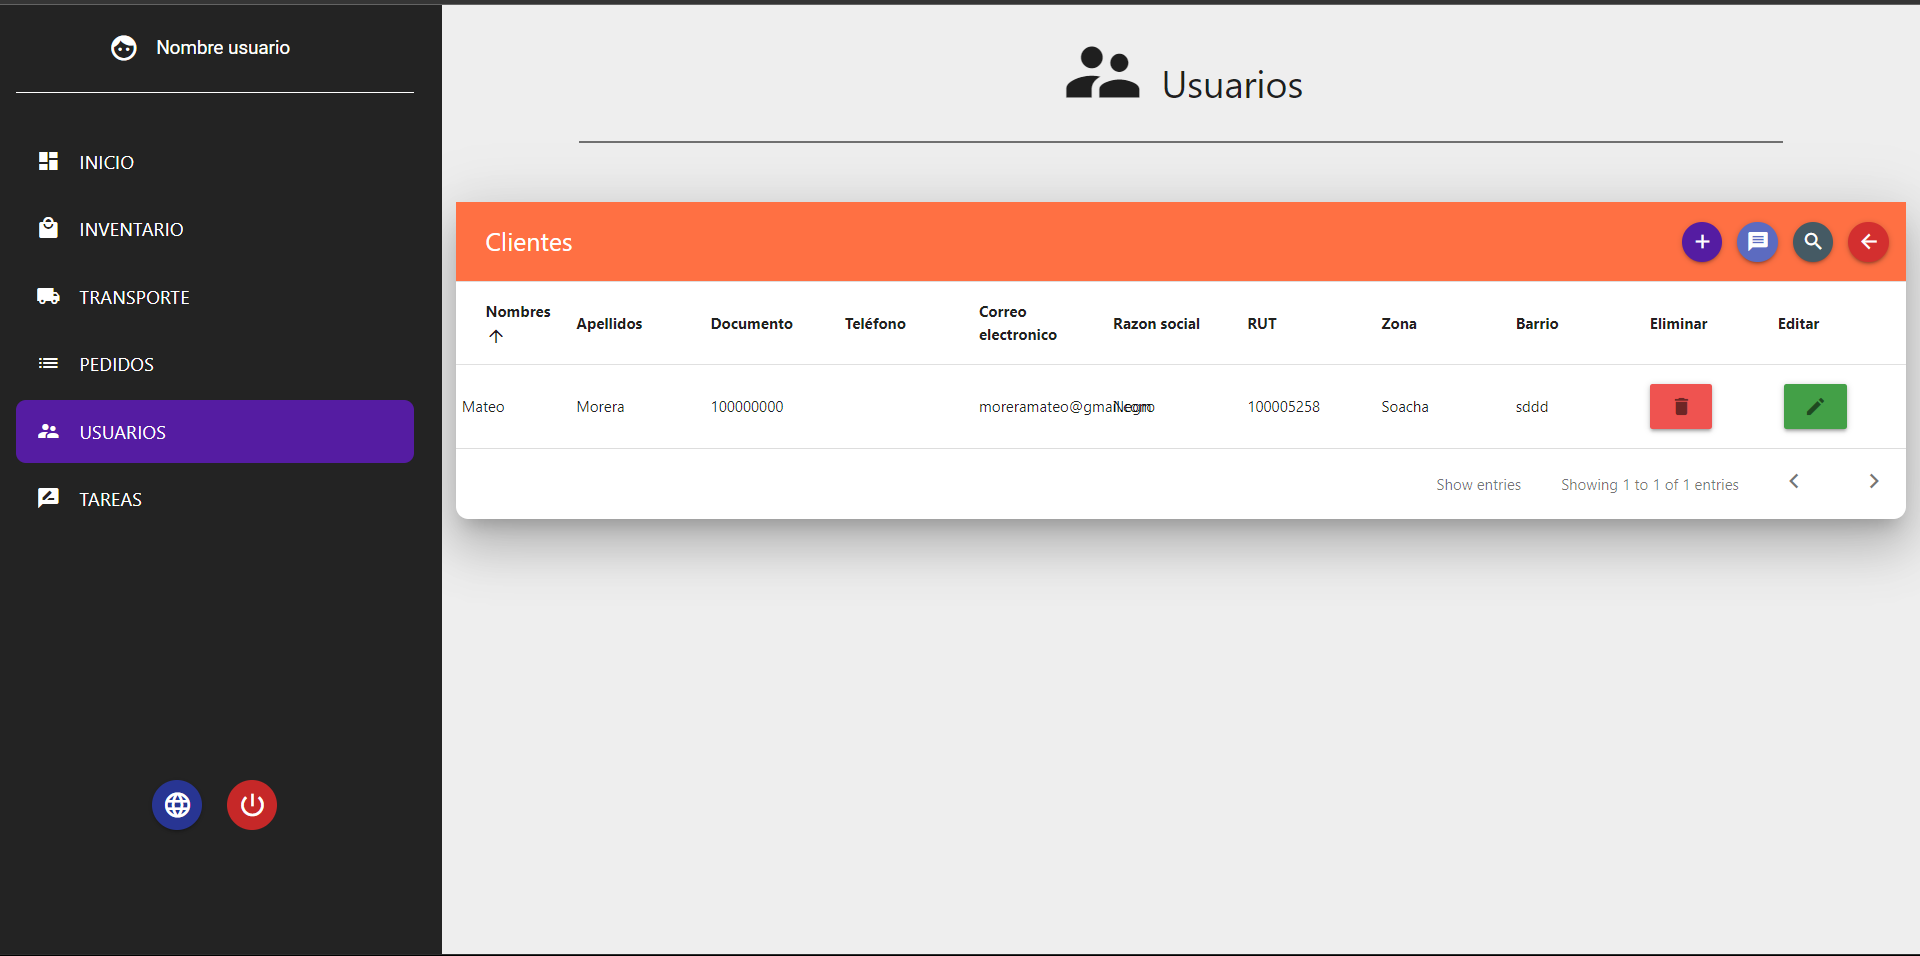 Nombre usuario
INICIO
INVENTARIO
TRANSPORTE
PEDIDOS
USUARIOS
TAREAS
Usuarios
Clientes
Nombres Apellidos Documento Teléfono Correo electronico Razon social RUT Zona Barrio Eliminar Editar
Mateo Morera 100000000 moreramateo@gmail.com Negro 100005258 Soacha sddd
Show entries Showing 1 to 1 of 1 entries